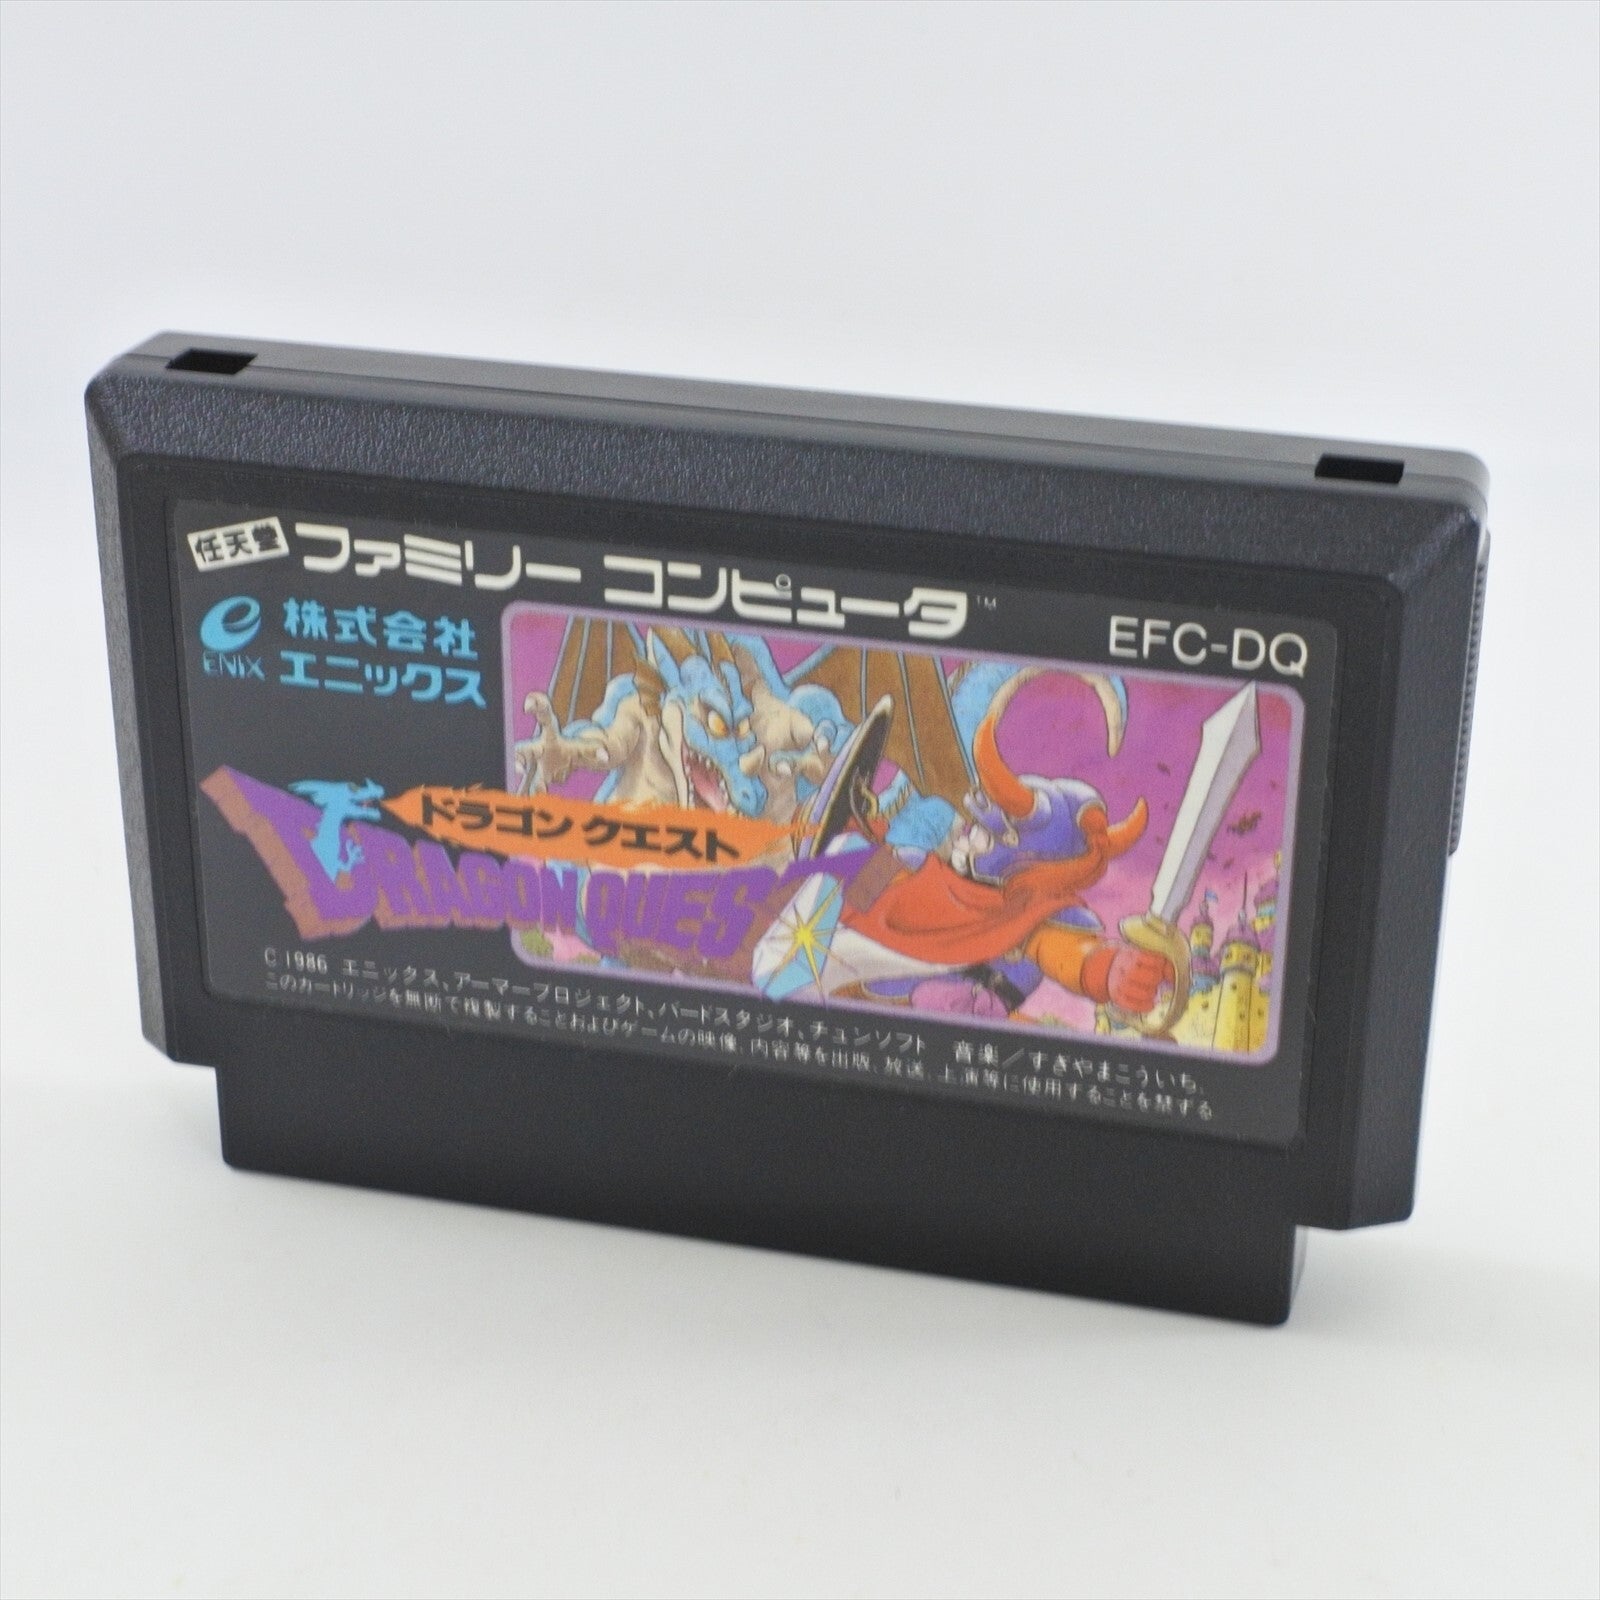 任天堂 ファミリー コンピュータ™
EFC-DQ
ENIX
株式会社
エニックス
ドラゴン クエスト
DRAGON QUEST
C 1986 エニックス、アーマープロジェクト、バードスタジオ、チュンソフト 音楽／すぎやまこういち、
このカートリッジを無断で複製することおよびゲームの映像、内容等を出版、放送、上演等に使用することを禁ずる